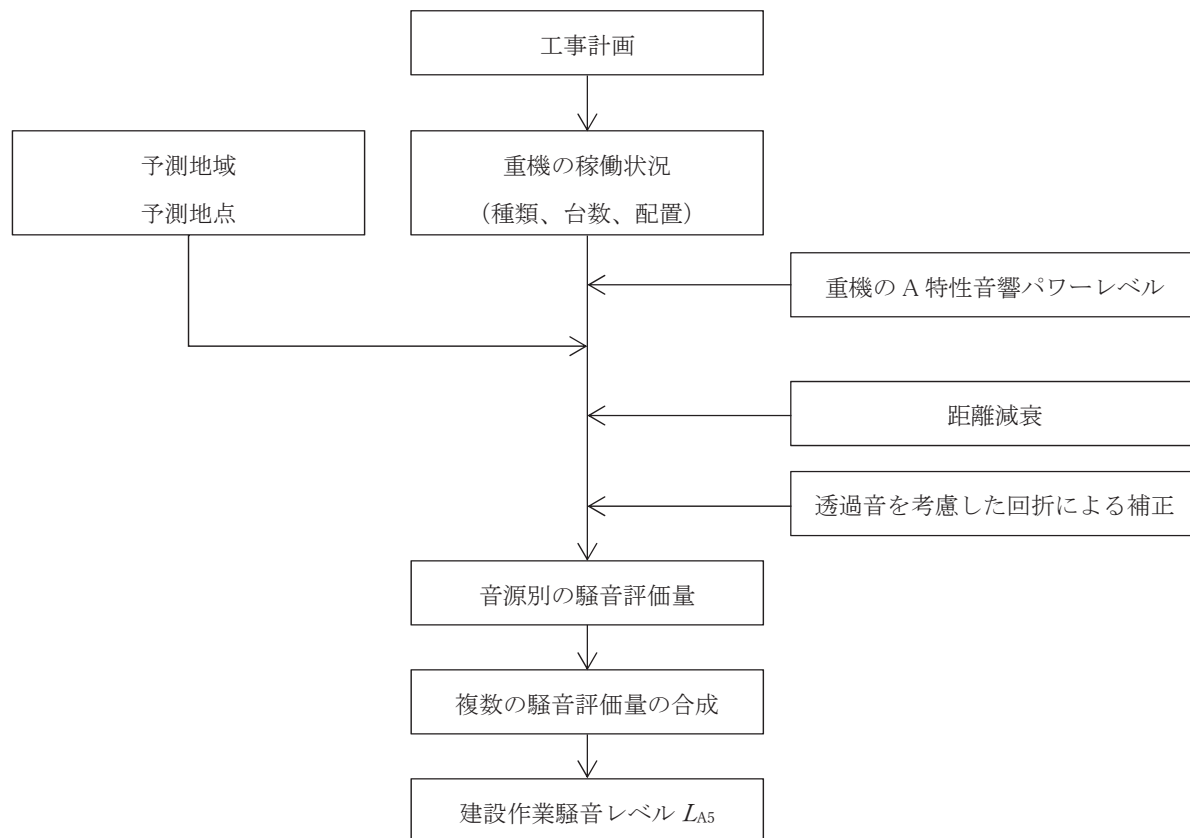 工事計画
予測地域
予測地点
重機の稼働状況
（種類、台数、配置）
重機の A 特性音響パワーレベル
距離減衰
透過音を考慮した回折による補正
音源別の騒音評価量
複数の騒音評価量の合成
建設作業騒音レベル LA5